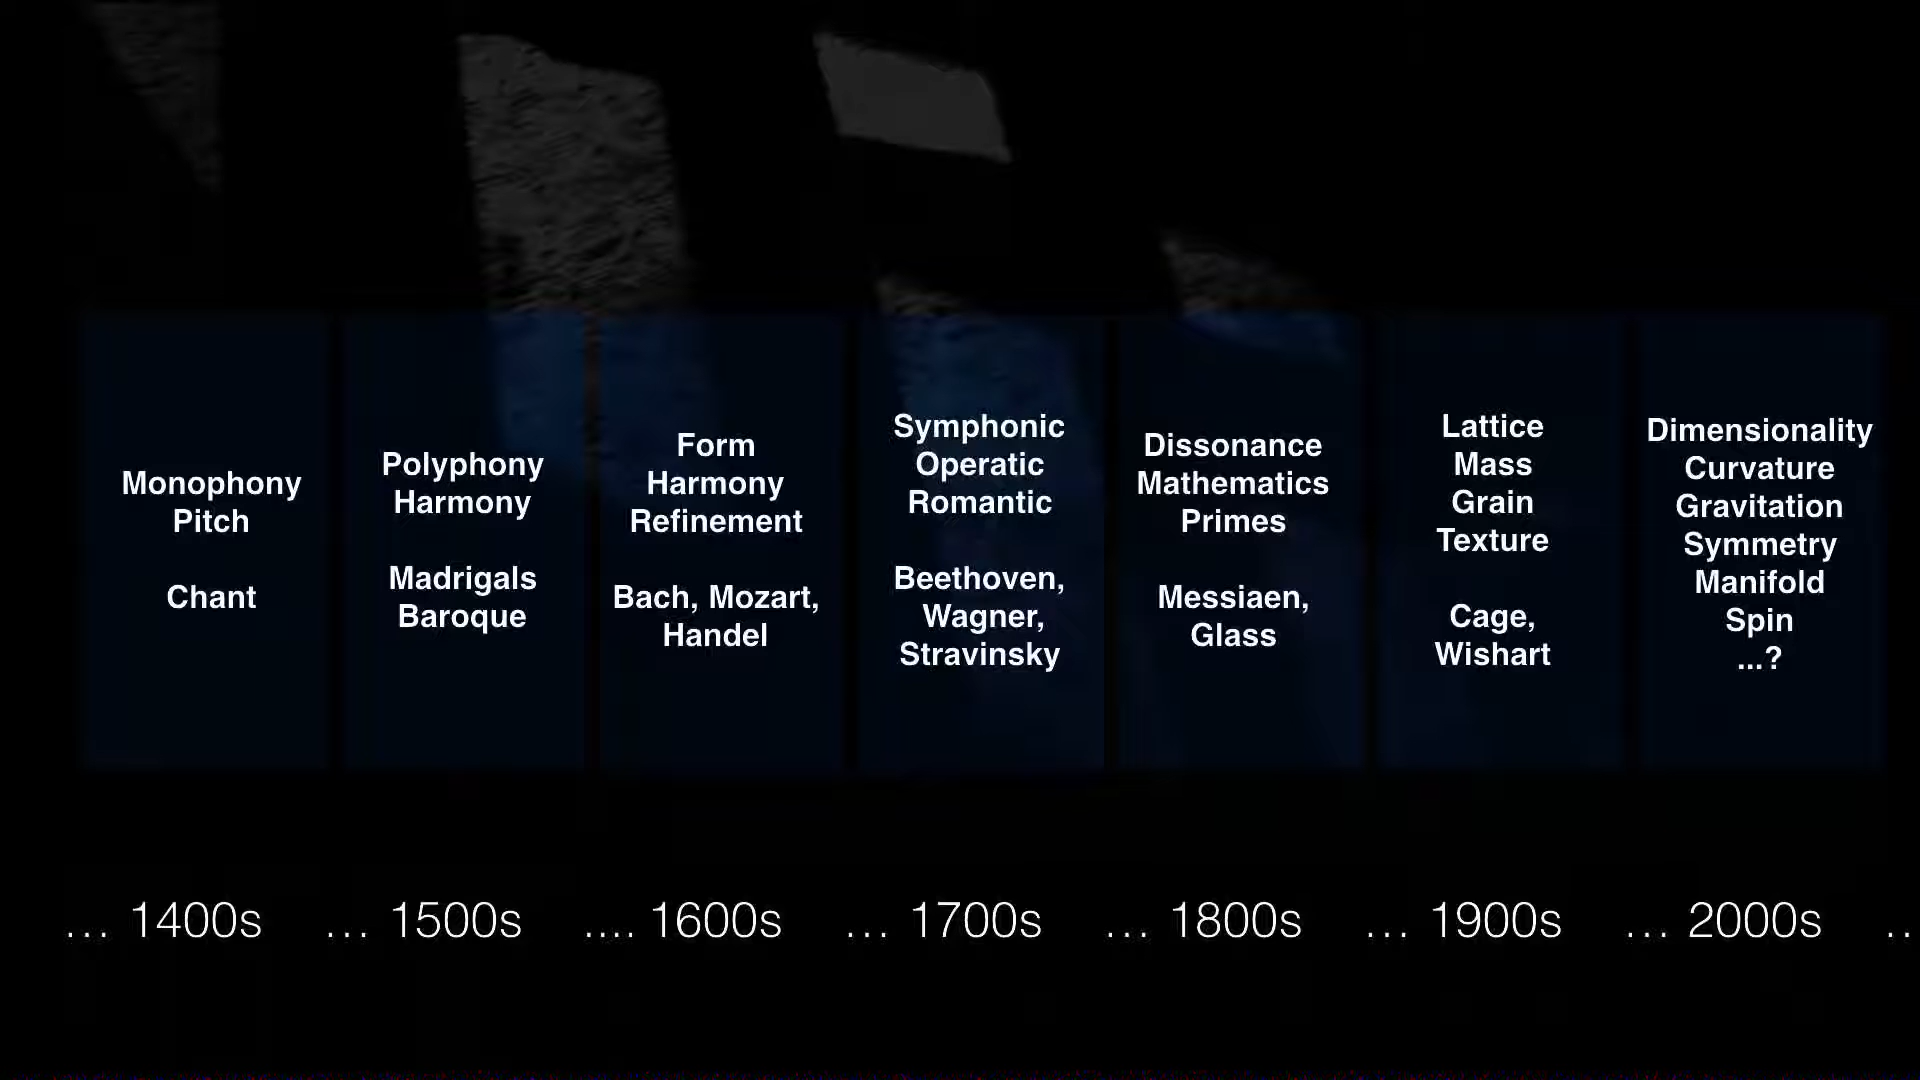 Monophony
Pitch
Chant
Polyphony
Harmony
Madrigals
Baroque
Form
Harmony
Refinement
Bach, Mozart,
Handel
Symphonic
Operatic
Romantic
Beethoven,
Wagner,
Stravinsky
Dissonance
Mathematics
Primes
Messiaen,
Glass
Lattice
Mass
Grain
Texture
Cage,
Wishart
Dimensionality
Curvature
Gravitation
Symmetry
Manifold
Spin
...?
... 1400s ... 1500s .... 1600s ... 1700s ... 1800s ... 1900s ... 2000s ..